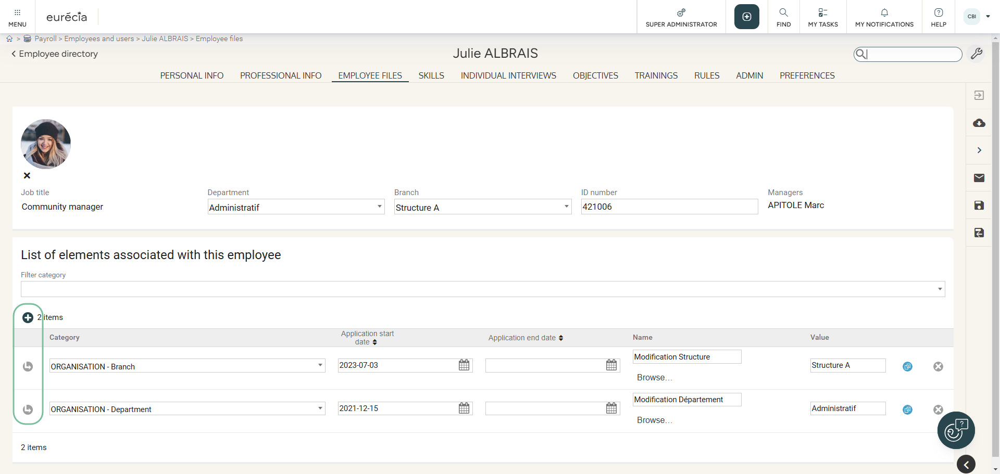 MENU
eurécia
SUPER ADMINISTRATOR
FIND
MY TASKS
MY NOTIFICATIONS
HELP
CBI
> Payroll > Employees and users > Julie ALBRAIS > Employee files
Employee directory
Julie ALBRAIS
PERSONAL INFO
PROFESSIONAL INFO
EMPLOYEE FILES
SKILLS
INDIVIDUAL INTERVIEWS
OBJECTIVES
TRAININGS
RULES
ADMIN
PREFERENCES
Job title
Community manager
Department
Administratif
Branch
Structure A
ID number
421006
Managers
APITOLE Marc
List of elements associated with this employee
Filter category
2 items
Category
Application start
date
Application end date
Name
Value
ORGANISATION - Branch
2023-07-03
Modification Structure
Browse...
Structure A
ORGANISATION - Department
2021-12-15
Modification Département
Browse...
Administratif
2 items